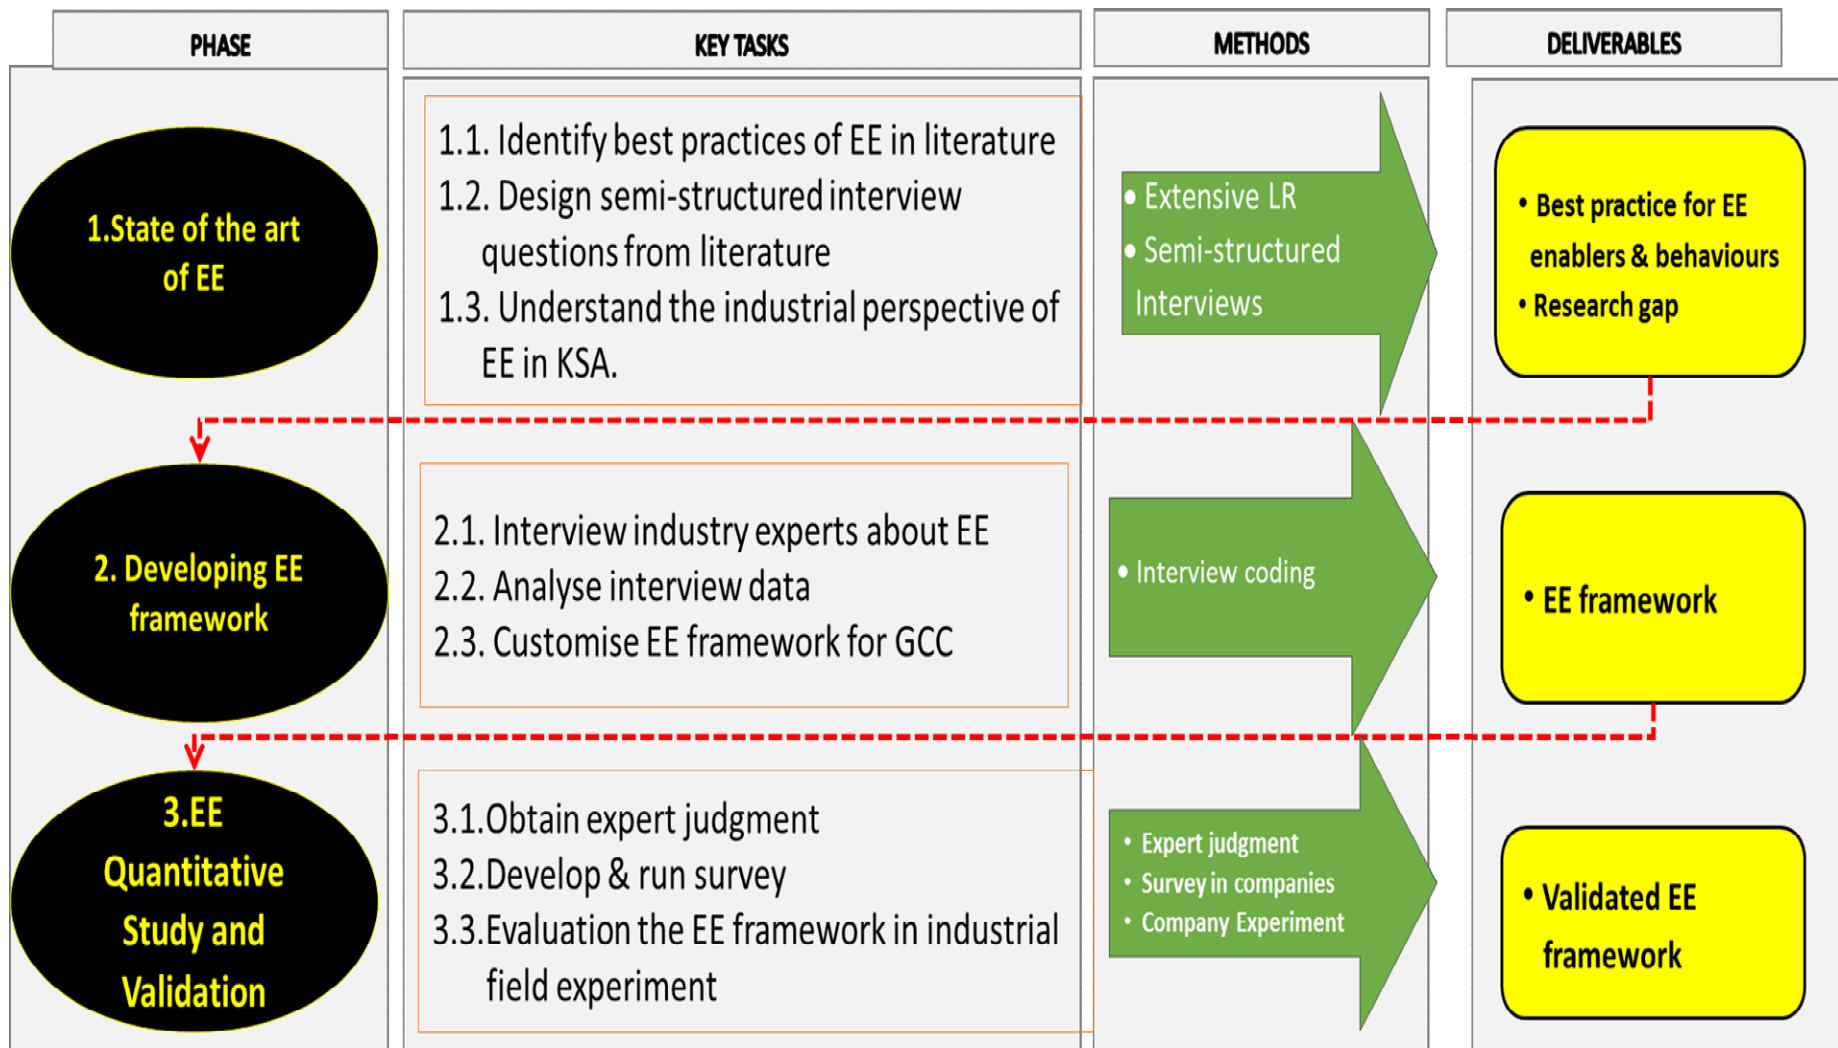 PHASE
KEY TASKS
METHODS
DELIVERABLES
1.State of the art
of EE
1.1. Identify best practices of EE in literature
1.2. Design semi-structured interview
questions from literature
1.3. Understand the industrial perspective of
EE in KSA.
• Extensive LR
• Semi-structured
Interviews
• Best practice for EE
enablers & behaviours
• Research gap
2. Developing EE
framework
2.1. Interview industry experts about EE
2.2. Analyse interview data
2.3. Customise EE framework for GCC
• Interview coding
• EE framework
3.EE
Quantitative
Study and
Validation
3.1.Obtain expert judgment
3.2.Develop & run survey
3.3.Evaluation the EE framework in industrial
field experiment
• Expert judgment
• Survey in companies
• Company Experiment
• Validated EE
framework